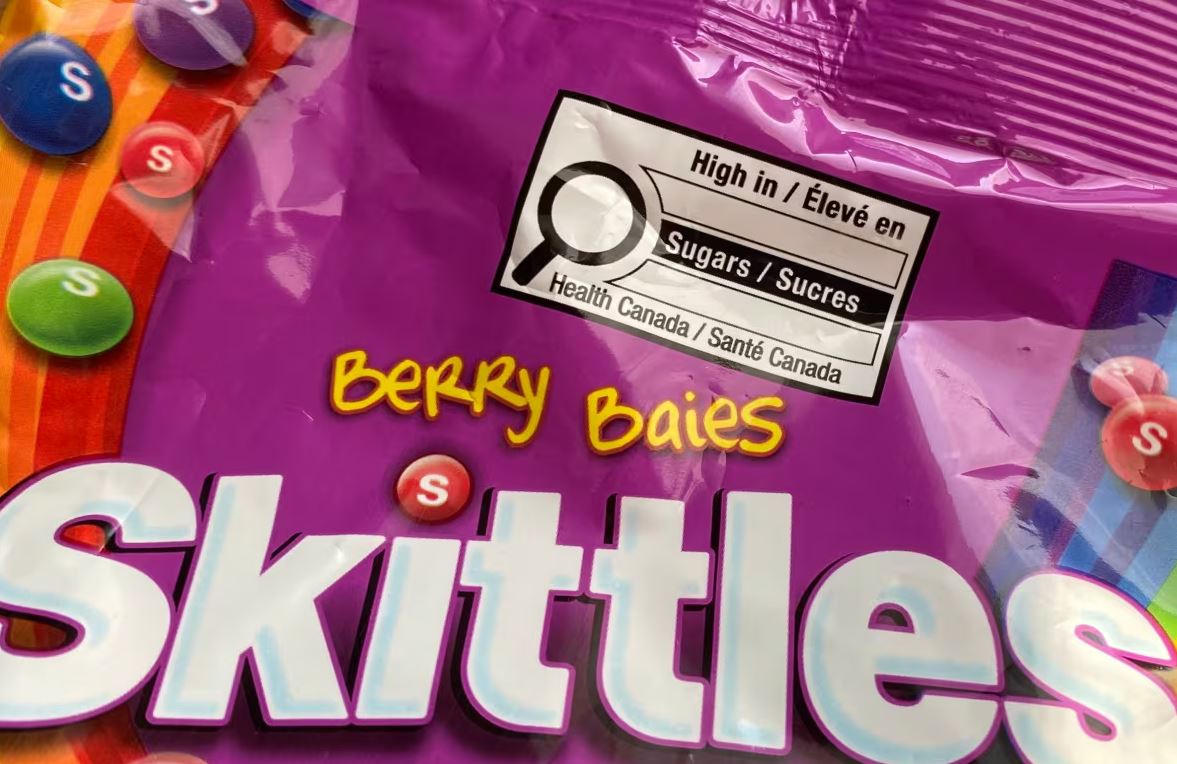 High in / Élevé en
Sugars / Sucres
Health Canada / Santé Canada
Berry Baies
Skittles
S
S
S
S
S
S
S